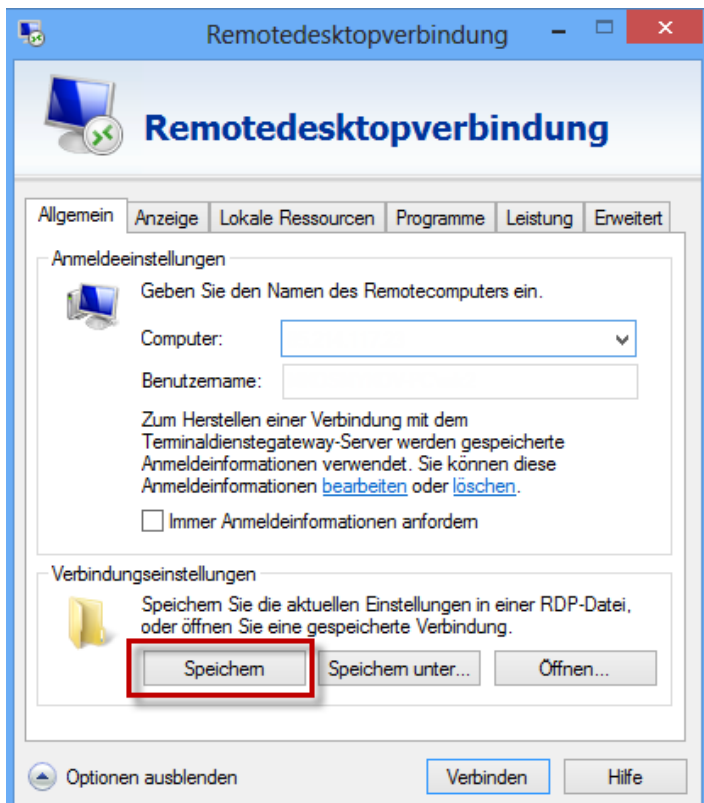 Remotedesktopverbindung
Remotedesktopverbindung
Allgemein Anzeige Lokale Ressourcen Programme Leistung Erweitert
Anmeldeeinstellungen
Geben Sie den Namen des Remotecomputers ein.
Computer:
Benutzername:
Zum Herstellen einer Verbindung mit dem
Terminaldienstegateway-Server werden gespeicherte
Anmeldeinformationen verwendet. Sie können diese
Anmeldeinformationen bearbeiten oder löschen.
Immer Anmeldeinformationen anfordern
Verbindungseinstellungen
Speichern Sie die aktuellen Einstellungen in einer RDP-Datei,
oder öffnen Sie eine gespeicherte Verbindung.
Speichern Speichern unter... Öffnen...
Optionen ausblenden Verbinden Hilfe